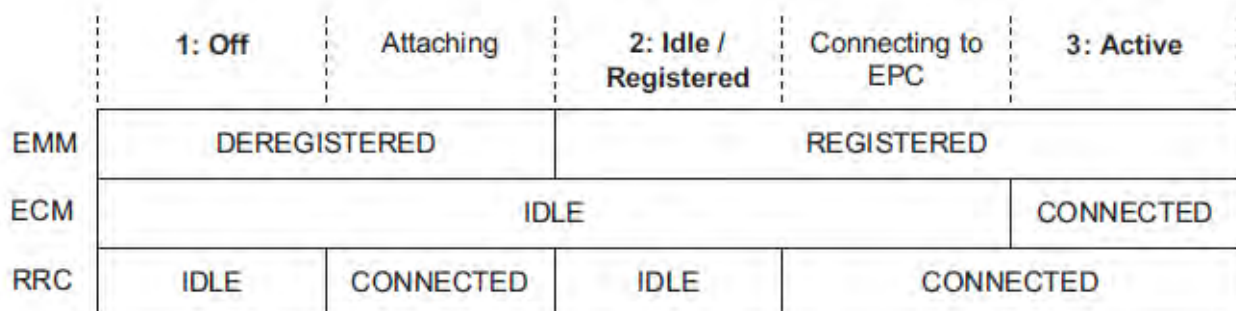 1: Off Attaching 2: Idle / Connecting to 3: Active
Registered EPC
EMM DEREGISTERED REGISTERED
ECM IDLE CONNECTED
RRC IDLE CONNECTED IDLE CONNECTED